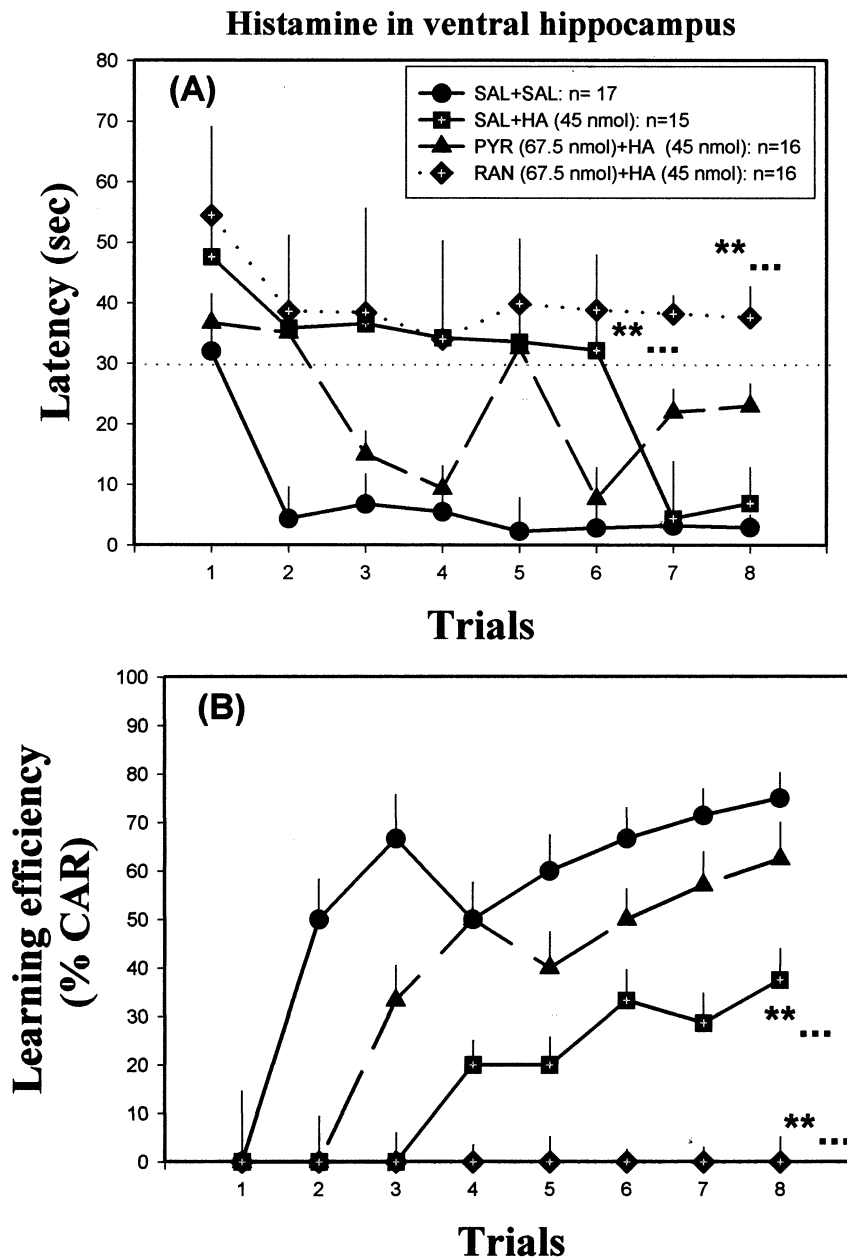 Histamine in ventral hippocampus
(A)
SAL+SAL: n= 17
SAL+HA (45 nmol): n=15
PYR (67.5 nmol)+HA (45 nmol): n=16
RAN (67.5 nmol)+HA (45 nmol): n=16
Latency (sec)
80
70
60
50
40
30
20
10
0
**
**
1 2 3 4 5 6 7 8
Trials
(B)
Learning efficiency
(% CAR)
100
90
80
70
60
50
40
30
20
10
0
**
**
1 2 3 4 5 6 7 8
Trials